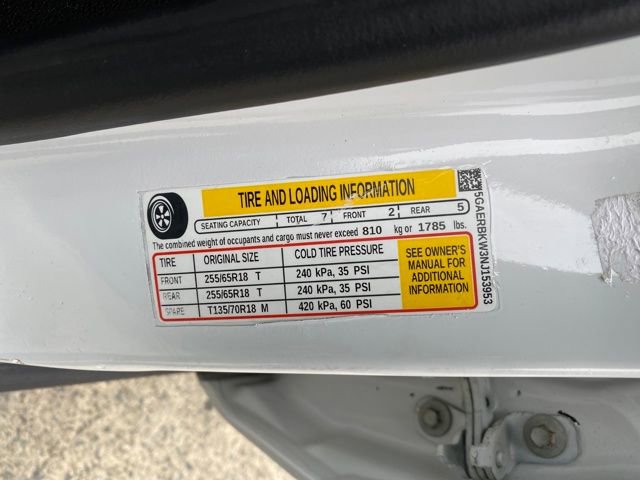 TIRE AND LOADING INFORMATION
SEATING CAPACITY TOTAL 7 FRONT 2 REAR 5
The combined weight of occupants and cargo must never exceed 810 kg or 1785 lbs.
TIRE ORIGINAL SIZE COLD TIRE PRESSURE
FRONT 255/65R18 T 240 kPa, 35 PSI
REAR 255/65R18 T 240 kPa, 35 PSI
SPARE T135/70R18 M 420 kPa, 60 PSI
SEE OWNER'S
MANUAL FOR
ADDITIONAL
INFORMATION
5GAERBKW3NJ153953